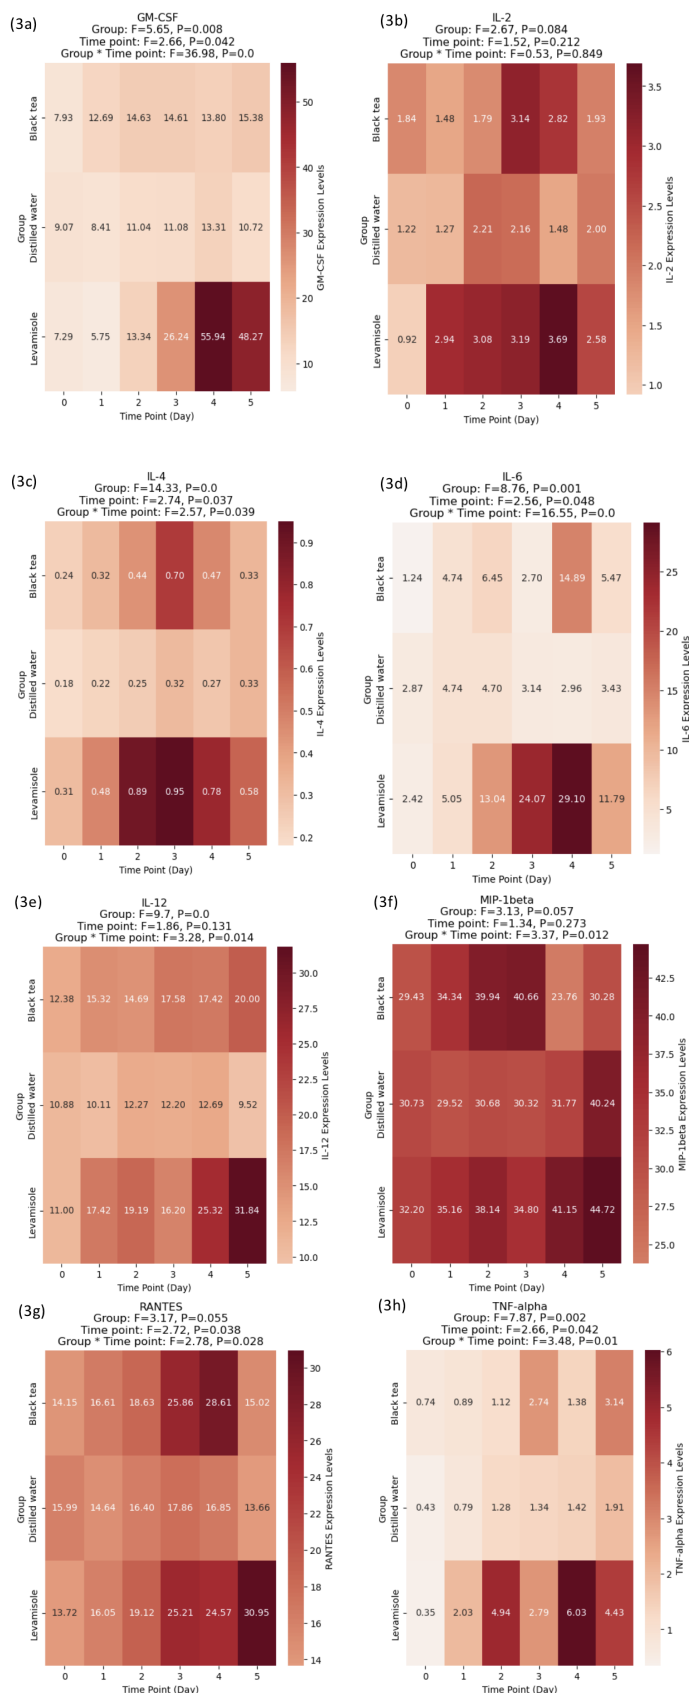 (3a)
GM-CSF
Group: F=5.65, P=0.008
Time point: F=2.66, P=0.042
Group * Time point: F=36.98, P=0.0
Black tea
7.93 12.69 14.63 14.61 13.80 15.38
Group
Distilled water
9.07 8.41 11.04 11.08 13.31 10.72
Levamisole
7.29 5.75 13.34 26.24 55.94 48.27
0 1 2 3 4 5
Time Point (Day)
50
40
30
20
10
GM-CSF Expression Levels
(3b)
IL-2
Group: F=2.67, P=0.084
Time point: F=1.52, P=0.212
Group * Time point: F=0.53, P=0.849
Black tea
1.84 1.48 1.79 3.14 2.82 1.93
Group
Distilled water
1.22 1.27 2.21 2.16 1.48 2.00
Levamisole
0.92 2.94 3.08 3.19 3.69 2.58
0 1 2 3 4 5
Time Point (Day)
3.5
3.0
2.5
2.0
1.5
1.0
IL-2 Expression Levels
(3c)
IL-4
Group: F=14.33, P=0.0
Time point: F=2.74, P=0.037
Group * Time point: F=2.57, P=0.039
Black tea
0.24 0.32 0.44 0.70 0.47 0.33
Group
Distilled water
0.18 0.22 0.25 0.32 0.27 0.33
Levamisole
0.31 0.48 0.89 0.95 0.78 0.58
0 1 2 3 4 5
Time Point (Day)
0.9
0.8
0.7
0.6
0.5
0.4
0.3
0.2
IL-4 Expression Levels
(3d)
IL-6
Group: F=8.76, P=0.001
Time point: F=2.56, P=0.048
Group * Time point: F=16.55, P=0.0
Black tea
1.24 4.74 6.45 2.70 14.89 5.47
Group
Distilled water
2.87 4.74 4.70 3.14 2.96 3.43
Levamisole
2.42 5.05 13.04 24.07 29.10 11.79
0 1 2 3 4 5
Time Point (Day)
25
20
15
10
5
IL-6 Expression Levels
(3e)
IL-12
Group: F=9.7, P=0.0
Time point: F=1.86, P=0.131
Group * Time point: F=3.28, P=0.014
Black tea
12.38 15.32 14.69 17.58 17.42 20.00
Group
Distilled water
10.88 10.11 12.27 12.20 12.69 9.52
Levamisole
11.00 17.42 19.19 16.20 25.32 31.84
0 1 2 3 4 5
Time Point (Day)
30.0
27.5
25.0
22.5
20.0
17.5
15.0
12.5
10.0
IL-12 Expression Levels
(3f)
MIP-1beta
Group: F=3.13, P=0.057
Time point: F=1.34, P=0.273
Group * Time point: F=3.37, P=0.012
Black tea
29.43 34.34 39.94 40.66 23.76 30.28
Group
Distilled water
30.73 29.52 30.68 30.32 31.77 40.24
Levamisole
32.20 35.16 38.14 34.80 41.15 44.72
0 1 2 3 4 5
Time Point (Day)
42.5
40.0
37.5
35.0
32.5
30.0
27.5
25.0
MIP-1beta Expression Levels
(3g)
RANTES
Group: F=3.17, P=0.055
Time point: F=2.72, P=0.038
Group * Time point: F=2.78, P=0.028
Black tea
14.15 16.61 18.63 25.86 28.61 15.02
Group
Distilled water
15.99 14.64 16.40 17.86 16.85 13.66
Levamisole
13.72 16.05 19.12 25.21 24.57 30.95
0 1 2 3 4 5
Time Point (Day)
30
28
26
24
22
20
18
16
14
RANTES Expression Levels
(3h)
TNF-alpha
Group: F=7.87, P=0.002
Time point: F=2.66, P=0.042
Group * Time point: F=3.48, P=0.01
Black tea
0.74 0.89 1.12 2.74 1.38 3.14
Group
Distilled water
0.43 0.79 1.28 1.34 1.42 1.91
Levamisole
0.35 2.03 4.94 2.79 6.03 4.43
0 1 2 3 4 5
Time Point (Day)
6
5
4
3
2
1
TNF-alpha Expression Levels